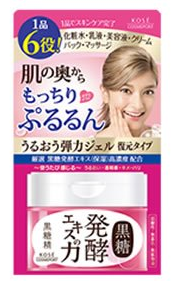 1品
6役!
1品でスキンケア完了
化粧水・乳液・美容液・クリーム
パック・マッサージ
KOSÉ
COSMEPORT
肌の奥から
もっちり
ぷるるん
うるおう弾力ジェル 復元タイプ
厳選 黒糖発酵エキス(保湿)高濃度 配合
黒糖
発酵
エキスの力
黒糖精
KOSÉ
COSMEPORT